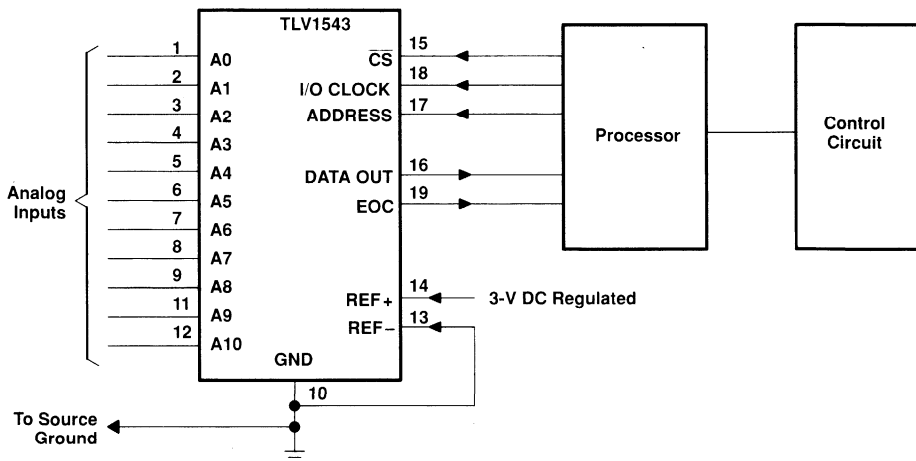 TLV1543
1 A0
2 A1
3 A2
4 A3
5 A4
6 A5
7 A6
8 A7
9 A8
11 A9
12 A10
Analog
Inputs
CS 15
I/O CLOCK 18
ADDRESS 17
DATA OUT 16
EOC 19
REF+ 14
REF− 13
3-V DC Regulated
GND
10
To Source
Ground
Processor
Control
Circuit